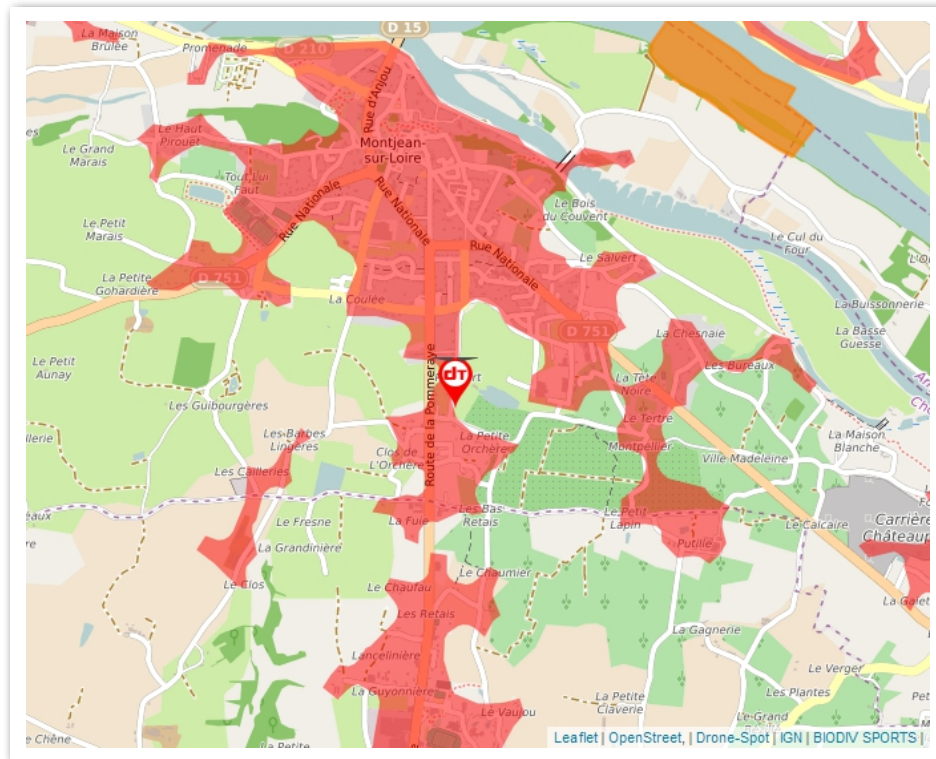 La Maison
Brûlée
Promenade
D 210
D 15
Rue d'Anjou
Le Haut
Pirouet
Le Grand
Marais
Montjean-
sur-Loire
Tout Lui
Faut
Rue Nationale
Rue Nationale
Le Bois
du Couvent
Le Petit
Marais
Rue Nationale
Le Cul du
Four
Le Salvert
La Petite
Gohardière
D 751
La Coulée
La Buissonnerie
La Basse
Guesse
D 751
La Chesnaie
Le Petit
Aunay
Route de la Pommeraye
dT
Les Bureaux
La Tête
Noire
Les Guibourgères
Le Tertre
Les Barbes
Lingères
La Petite
Orchère
Montpellier
La Maison
Blanche
Clos de
L'Orchère
Ville Madeleine
Les Cailleries
Les Bas
Retais
Le Petit
Lapin
Le Fresne
La Fuie
Le Calcaire
Carrière
Putille
La Grandinière
Le Clos
Le Chaufau
Le Chaumier
Les Retais
La Gagnerie
Lancelinière
Le Verger
La Guyonnière
La Petite
Claverie
Les Plantes
Le Vaujou
Le Grand
Le Chêne
La Petite
Leaflet | OpenStreet, | Drone-Spot | IGN | BIODIV SPORTS |